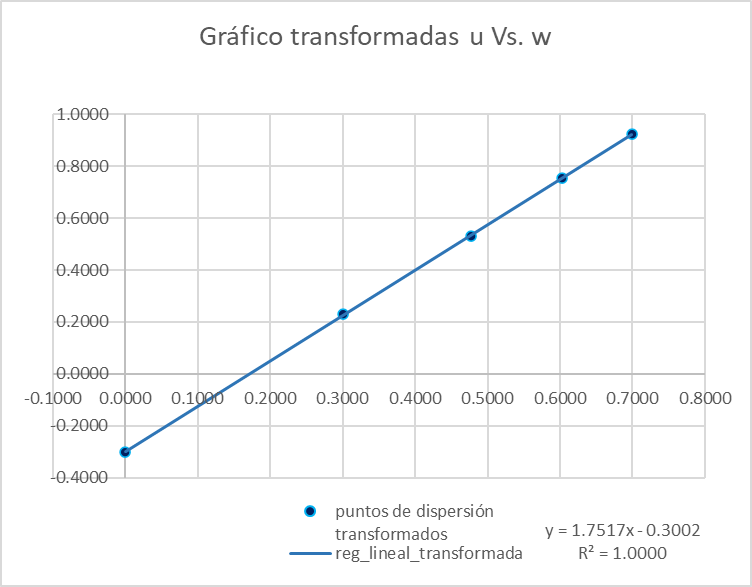 Gráfico transformadas u Vs. w
1.0000
0.8000
0.6000
0.4000
0.2000
0.0000
-0.1000 0.0000 0.1000 0.2000 0.3000 0.4000 0.5000 0.6000 0.7000 0.8000
-0.2000
-0.4000
puntos de dispersión
transformados
reg_lineal_transformada
y = 1.7517x - 0.3002
R² = 1.0000